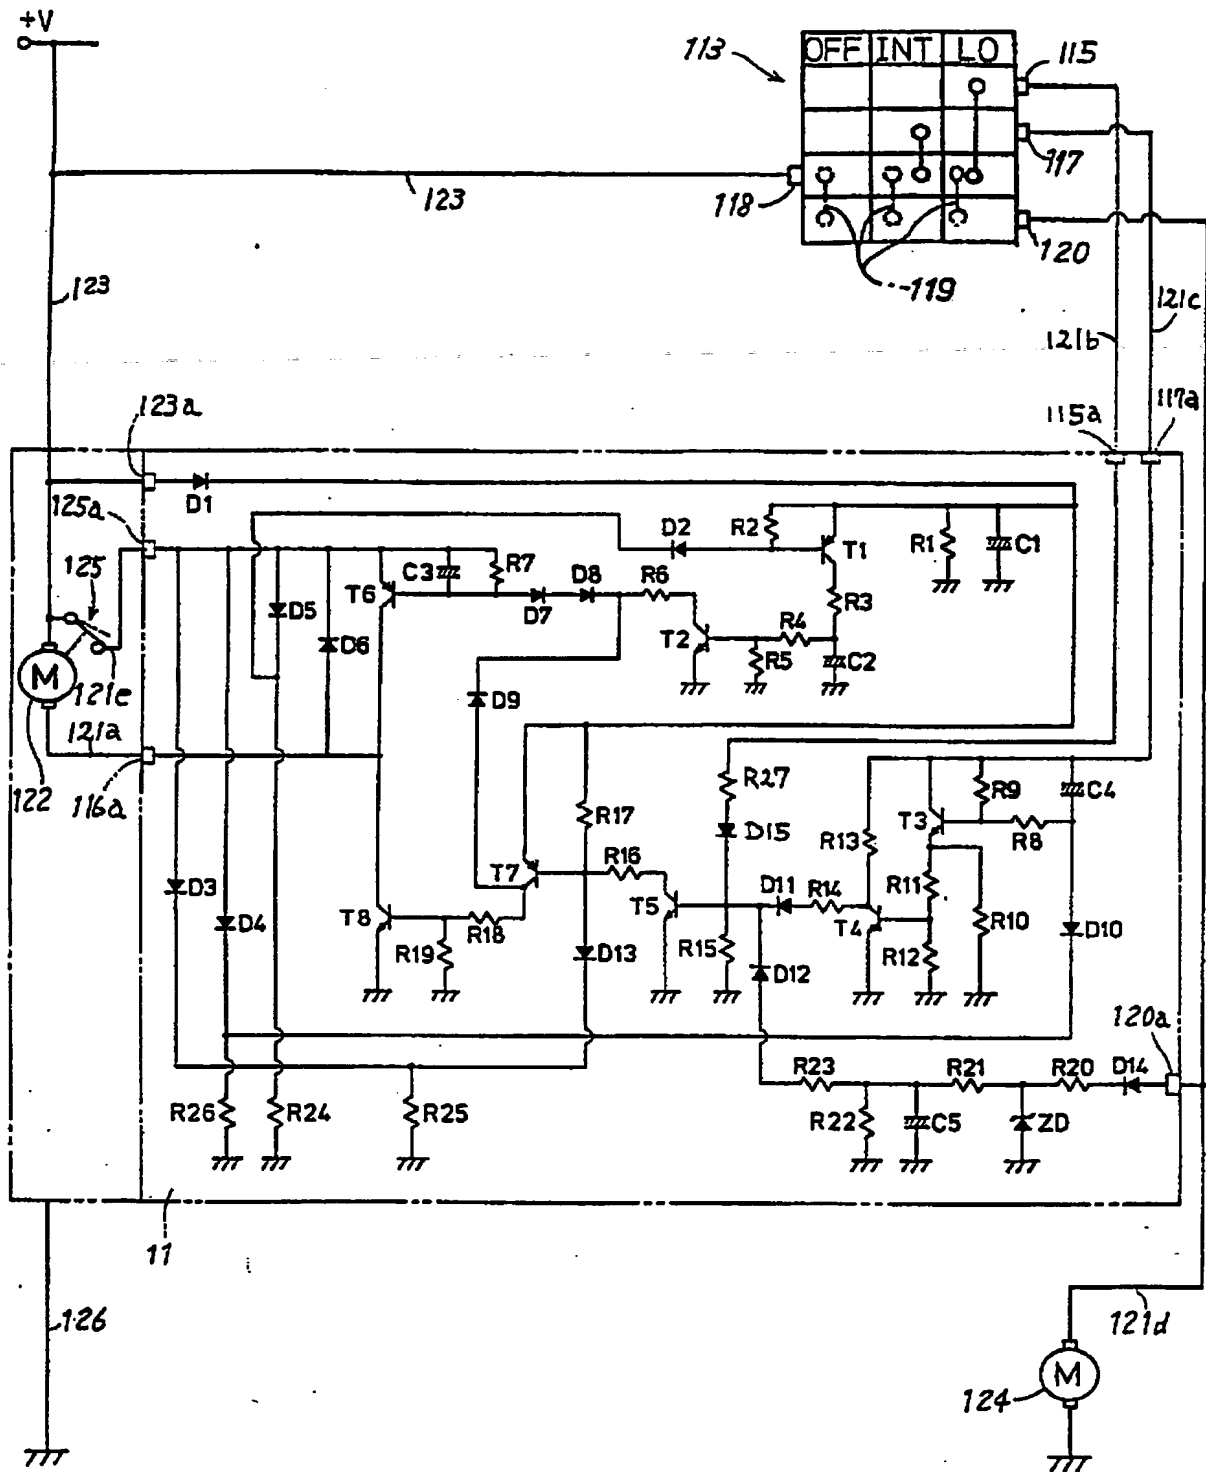 +V
113
OFF INT LO
115
117
118
120
119
123
123
121c
121b
123a
115a
117a
125a
D1
125
C3
R7
D2
R2
T1
R1
C1
T6
D5
D6
D7
D8
R6
R3
T2
R4
R5
C2
M
121e
D9
121a
122
116a
R27
R9
C4
R17
D15
T3
R8
R13
T7
R16
D11
R14
R11
D3
D4
T8
R18
T5
T4
R10
D10
R19
D13
R15
D12
R12
120a
R23
R21
R20
D14
R26
R24
R25
R22
C5
ZD
11
126
121d
M
124